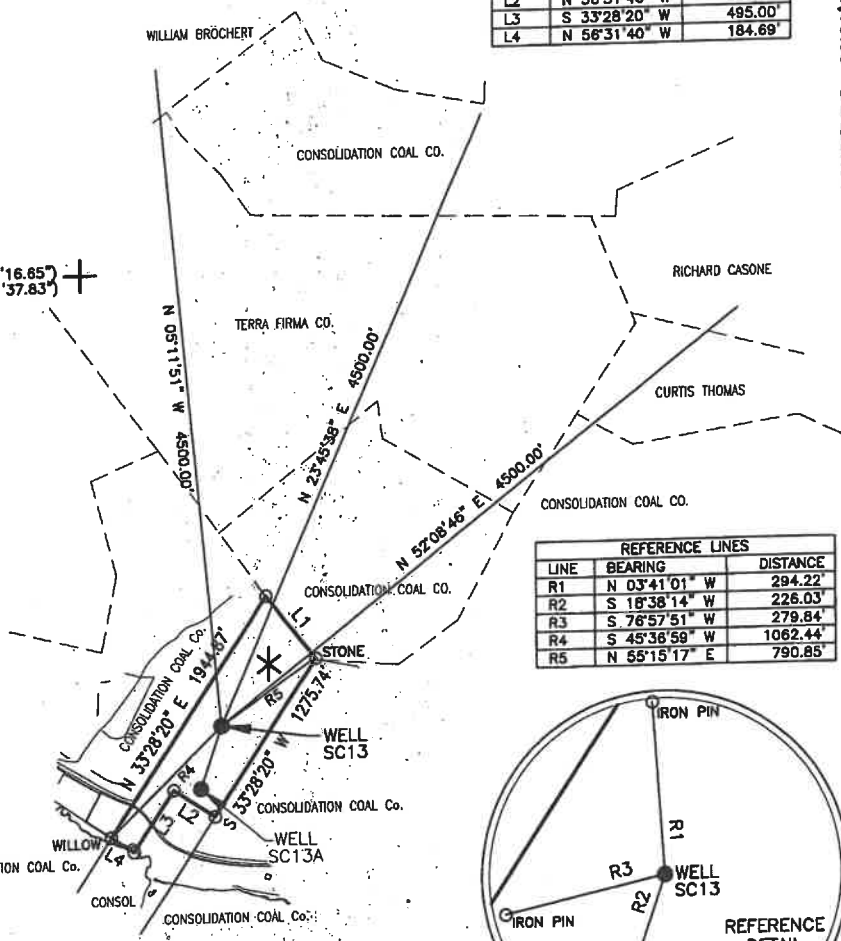 L3 S 33°28'20" W 495.00'
L4 N 56°31'40" W 184.69'
WILLIAM BROCHERT
CONSOLIDATION COAL CO.
'16.65")
'37.83")
RICHARD CASONE
TERRA FIRMA CO.
N 05°11'51" W 4500.00'
N 23°45'38" E 4500.00'
CURTIS THOMAS
N 52°08'46" E 4500.00'
CONSOLIDATION COAL CO.
REFERENCE LINES
LINE BEARING DISTANCE
R1 N 03°41'01" W 294.22'
R2 S 18°38'14" W 226.03'
R3 S 76°57'51" W 279.84'
R4 S 45°36'59" W 1062.44'
R5 N 55°15'17" E 790.85'
CONSOLIDATION COAL CO.
L1
CONSOLIDATION COAL Co.
N 33°28'20" E 1944.87'
STONE
R5
S 33°28'20" W 1275.74'
WELL
SC13
R4
L2
L3
CONSOLIDATION COAL Co.
WELL
SC13A
WILLOW
L4
ION COAL Co.
CONSOL
CONSOLIDATION COAL Co.
IRON PIN
R1
R3
WELL
SC13
R2
IRON PIN
REFERENCE